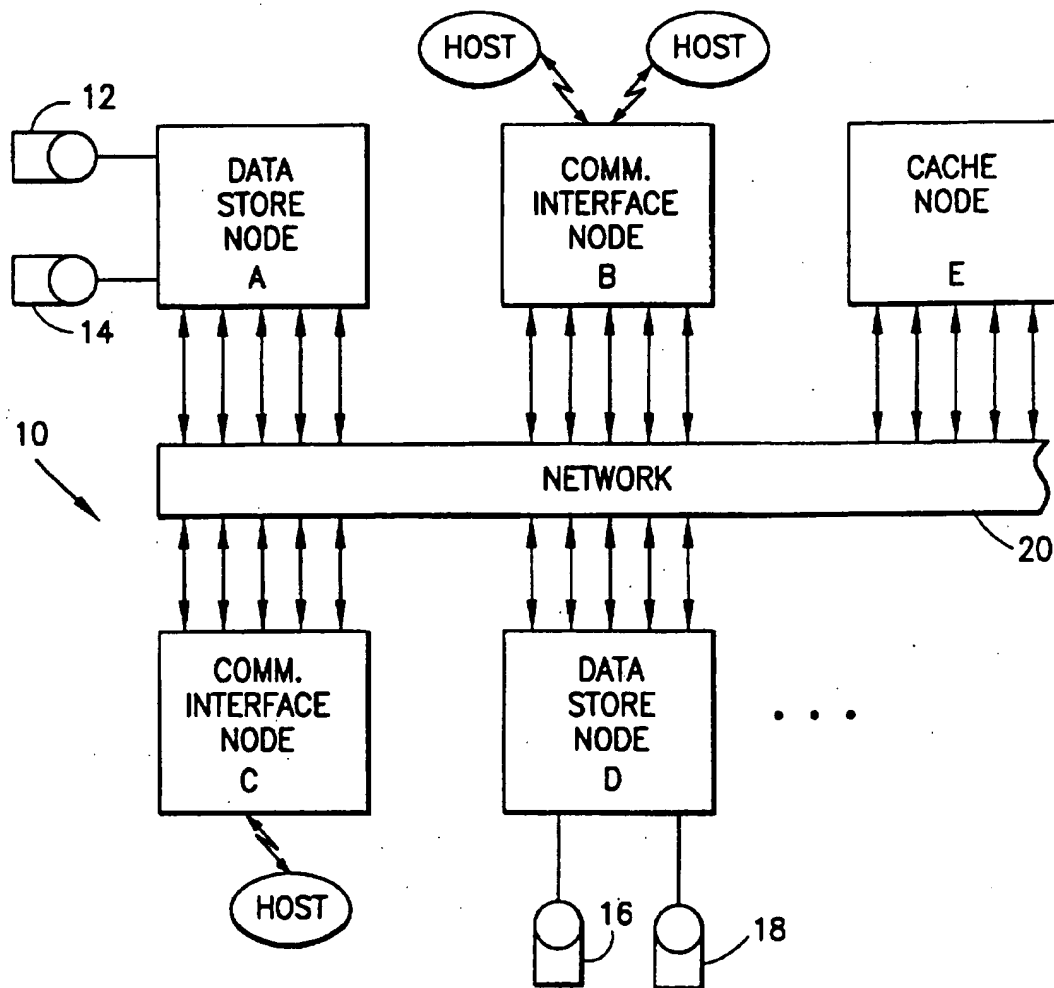 HOST
HOST
12
DATA
STORE
NODE
A
COMM.
INTERFACE
NODE
B
CACHE
NODE
E
14
10
NETWORK
20
COMM.
INTERFACE
NODE
C
DATA
STORE
NODE
D
. . .
HOST
16
18